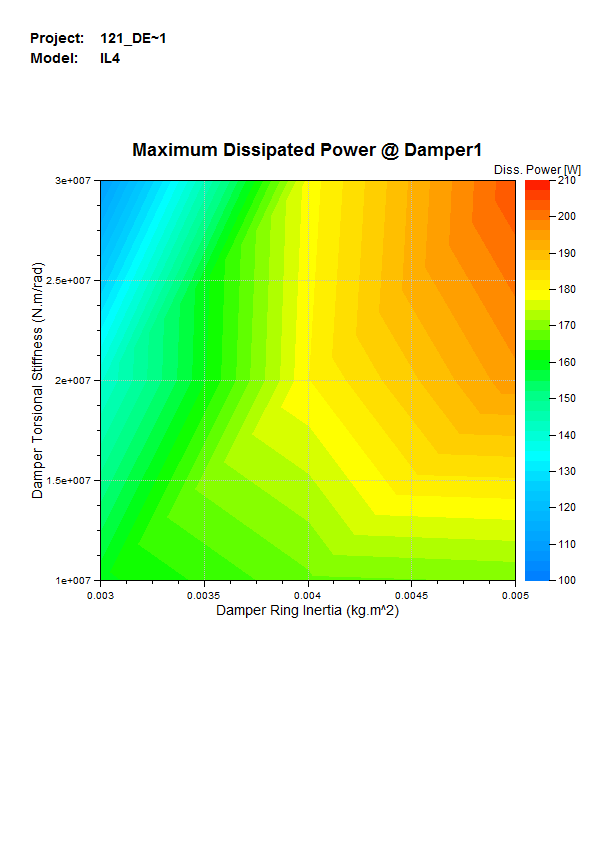 Project: 121_DE~1
Model: IL4
Maximum Dissipated Power @ Damper1
Diss. Power [W]
3e+007
2.5e+007
2e+007
1.5e+007
1e+007
Damper Torsional Stiffness (N.m/rad)
210
200
190
180
170
160
150
140
130
120
110
100
0.003 0.0035 0.004 0.0045 0.005
Damper Ring Inertia (kg.m^2)